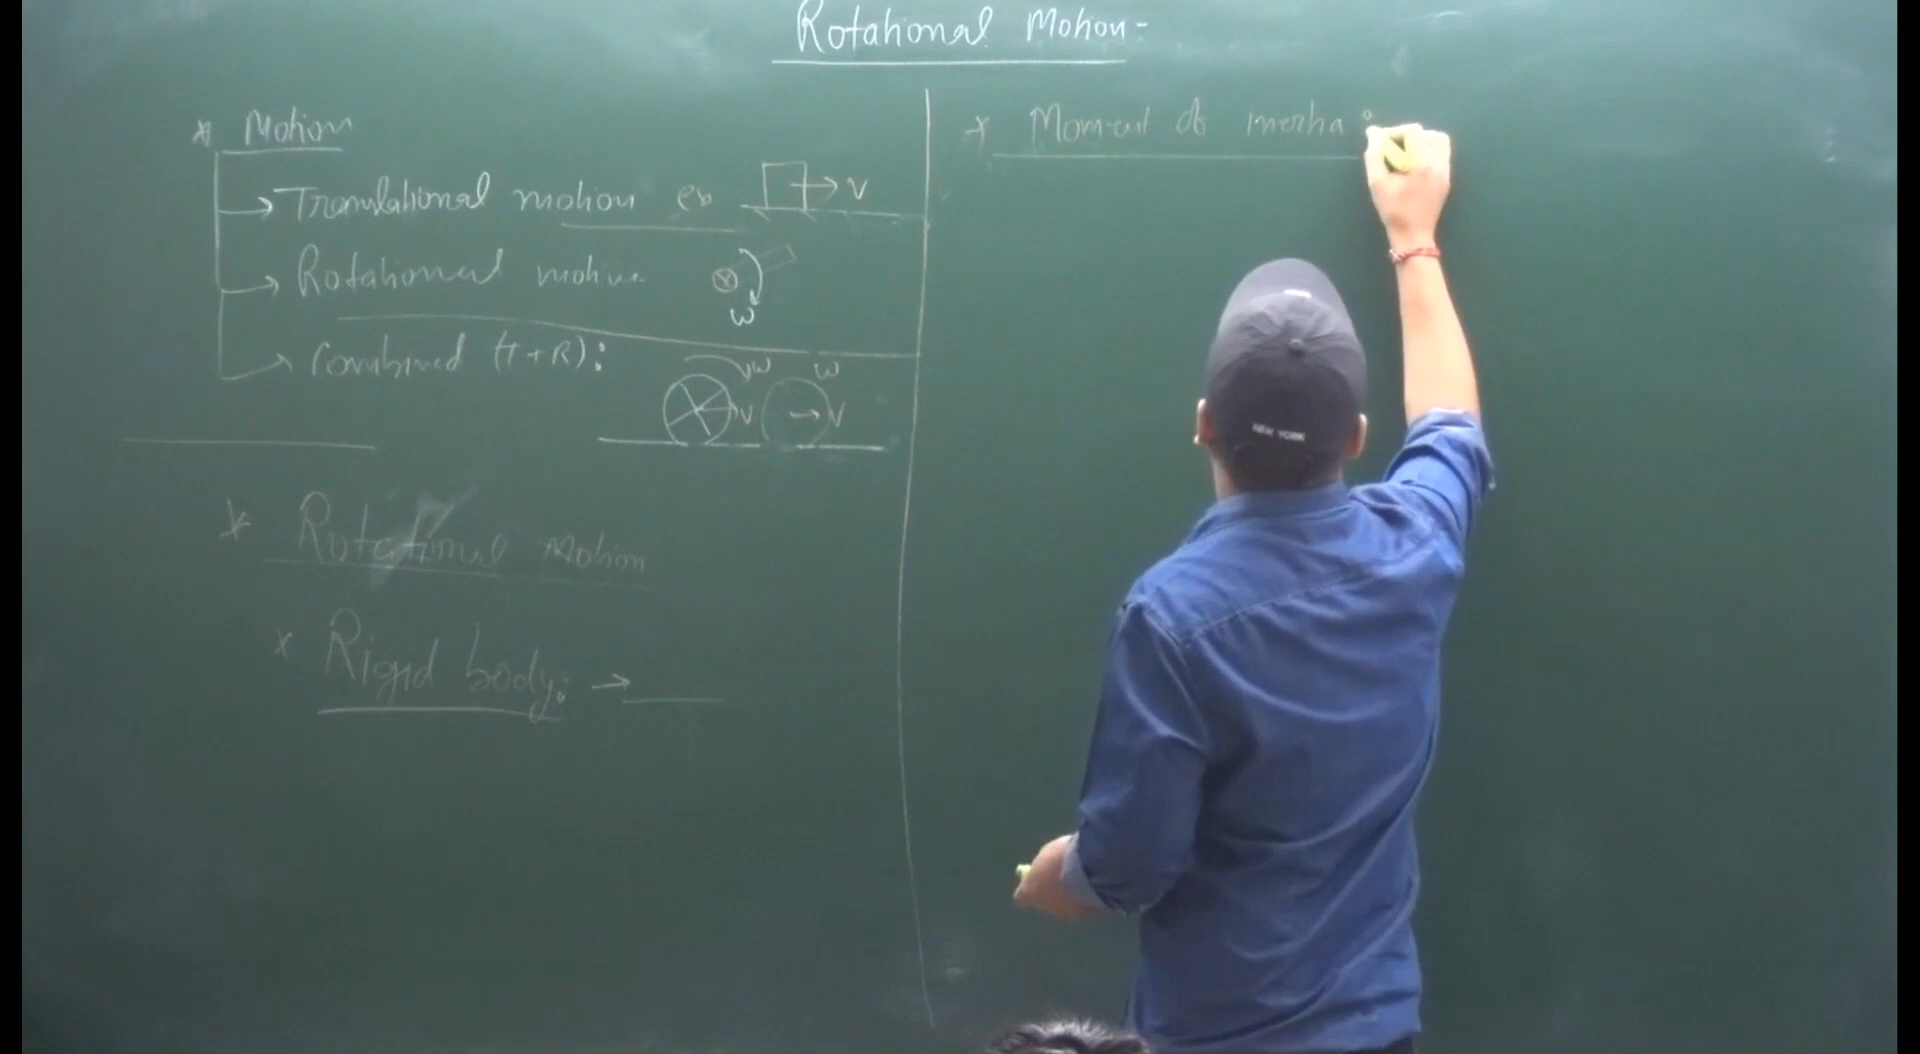 Rotational Motion:-
* Motion
→ Translational motion ex → v
→ Rotational motion
ω
→ Combined (T+R):
ω ω
v → v
* Rotational Motion
* Rigid body: →
* Moment of inertia :
NEW YORK